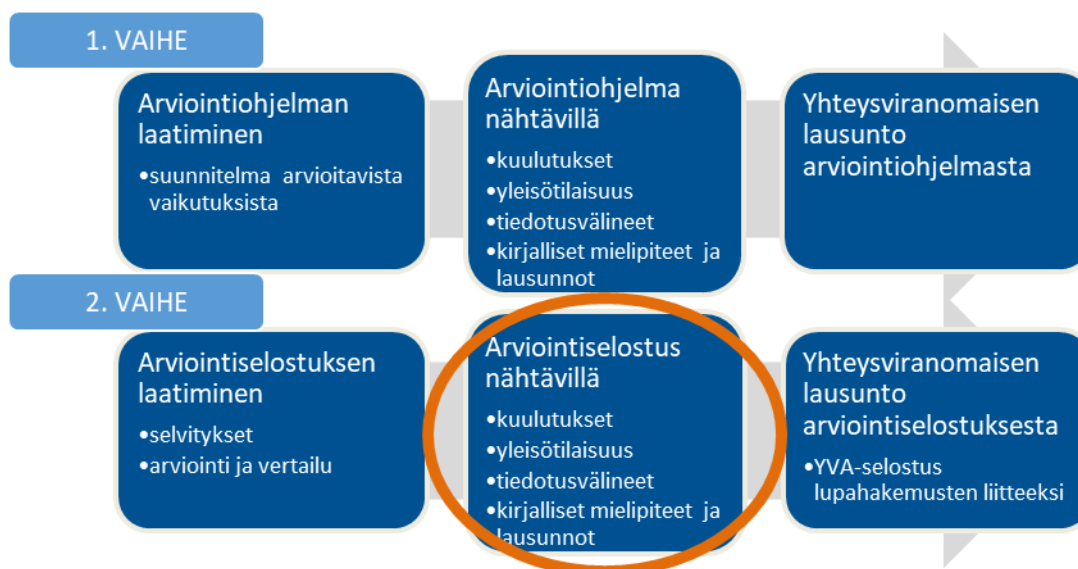 1. VAIHE
Arviointiohjelman
laatiminen
•suunnitelma arvioitavista
vaikutuksista
Arviointiohjelma
nähtävillä
•kuulutukset
•yleisötilaisuus
•tiedotusvälineet
•kirjalliset mielipiteet ja
lausunnot
Yhteysviranomaisen
lausunto
arviointiohjelmasta
2. VAIHE
Arviointiselostuksen
laatiminen
•selvitykset
•arviointi ja vertailu
Arviointiselostus
nähtävillä
•kuulutukset
•yleisötilaisuus
•tiedotusvälineet
•kirjalliset mielipiteet ja
lausunnot
Yhteysviranomaisen
lausunto
arviointiselostuksesta
•YVA-selostus
lupahakemusten liitteeksi